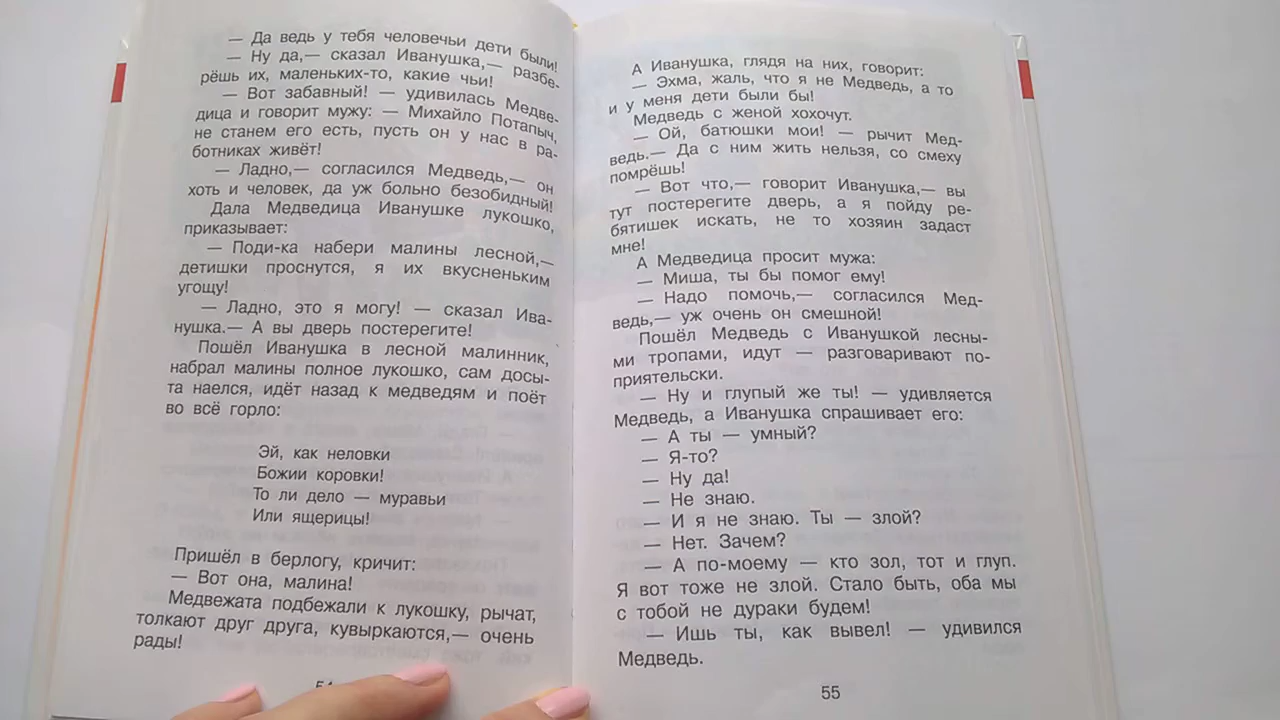 — Да ведь у тебя человечьи дети были!
— Ну да,— сказал Иванушка,— разбе-
рёшь их, маленьких-то, какие чьи!
— Вот забавный! — удивилась Медве-
дица и говорит мужу: — Михайло Потапыч,
не станем его есть, пусть он у нас в ра-
ботниках живёт!
— Ладно,— согласился Медведь,— он
хоть и человек, да уж больно безобидный!
Дала Медведица Иванушке лукошко,
приказывает:
— Поди-ка набери малины лесной,—
детишки проснутся, я их вкусненьким
угощу!
— Ладно, это я могу! — сказал Ива-
нушка.— А вы дверь постерегите!
Пошёл Иванушка в лесной малинник,
набрал малины полное лукошко, сам досы-
та наелся, идёт назад к медведям и поёт
во всё горло:
Эй, как неловки
Божии коровки!
То ли дело — муравьи
Или ящерицы!
Пришёл в берлогу, кричит:
— Вот она, малина!
Медвежата подбежали к лукошку, рычат,
толкают друг друга, кувыркаются,— очень
рады!
А Иванушка, глядя на них, говорит:
— Эхма, жаль, что я не Медведь, а то
и у меня дети были бы!
Медведь с женой хохочут.
— Ой, батюшки мои! — рычит Мед-
ведь.— Да с ним жить нельзя, со смеху
помрёшь!
— Вот что,— говорит Иванушка,— вы
тут постерегите дверь, а я пойду ре-
бятишек искать, не то хозяин задаст
мне!
А Медведица просит мужа:
— Миша, ты бы помог ему!
— Надо помочь,— согласился Мед-
ведь,— уж очень он смешной!
Пошёл Медведь с Иванушкой лесны-
ми тропами, идут — разговаривают по-
приятельски.
— Ну и глупый же ты! — удивляется
Медведь, а Иванушка спрашивает его:
— А ты — умный?
— Я-то?
— Ну да!
— Не знаю.
— И я не знаю. Ты — злой?
— Нет. Зачем?
— А по-моему — кто зол, тот и глуп.
Я вот тоже не злой. Стало быть, оба мы
с тобой не дураки будем!
— Ишь ты, как вывел! — удивился
Медведь.
55